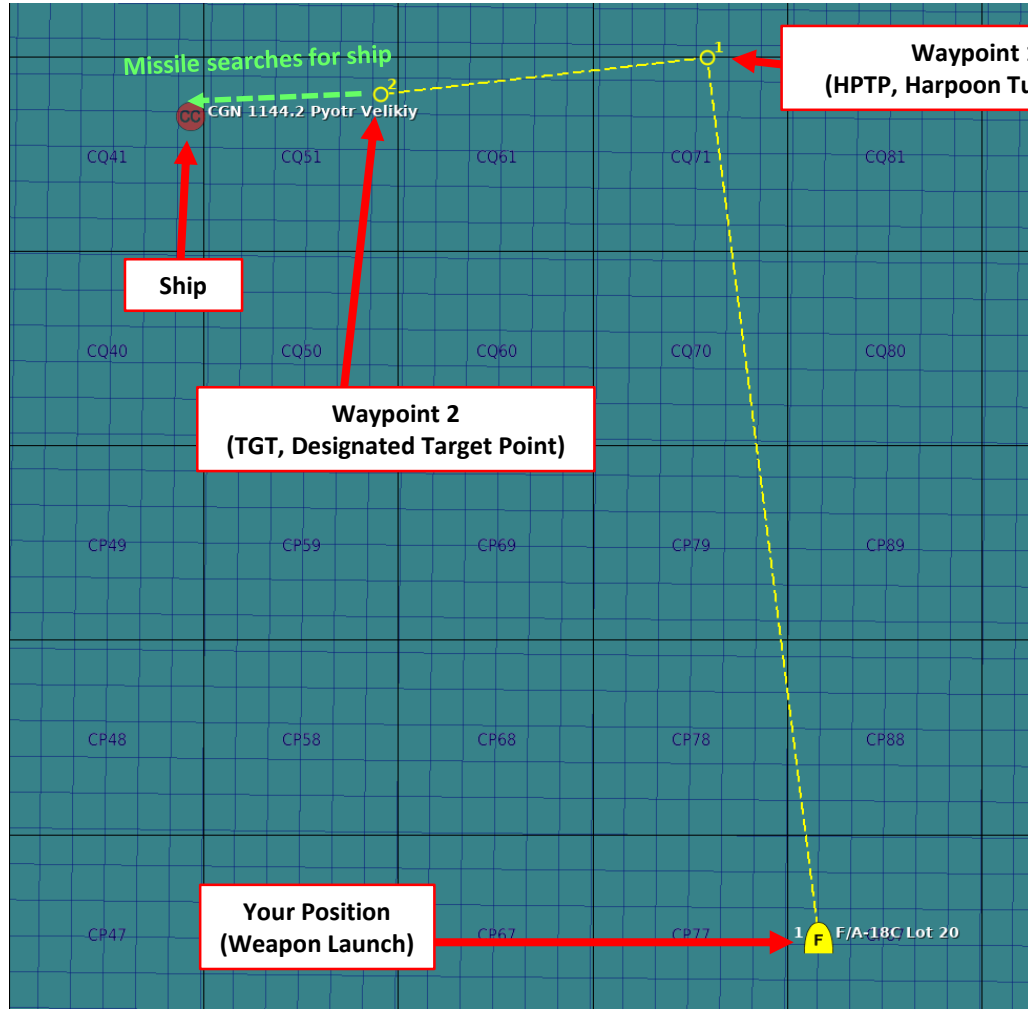 Missile searches for ship
1
2
Waypoint
(HPTP, Harpoon
CC
CGN 1144.2 Pyotr Velikiy
CQ41
CQ51
CQ61
CQ71
CQ81
Ship
CQ40
CQ50
CQ60
CQ70
CQ80
Waypoint 2
(TGT, Designated Target Point)
CP49
CP59
CP69
CP79
CP89
CP48
CP58
CP68
CP78
CP88
Your Position
(Weapon Launch)
CP47
CP67
CP77
1
F
F/A-18C Lot 20